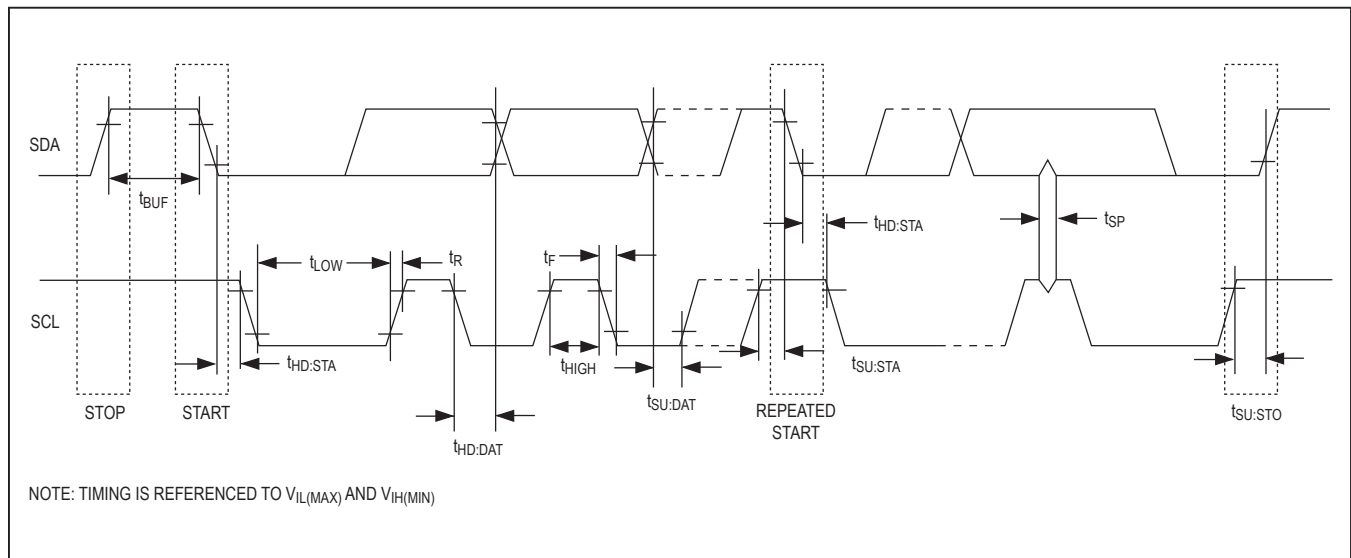 SDA
tBUF
tHD:STA
tSP
tLOW
tR
tF
SCL
tHD:STA
tHIGH
tSU:STA
tSU:DAT
STOP
START
REPEATED
START
tSU:STO
tHD:DAT
NOTE: TIMING IS REFERENCED TO VIL(MAX) AND VIH(MIN)